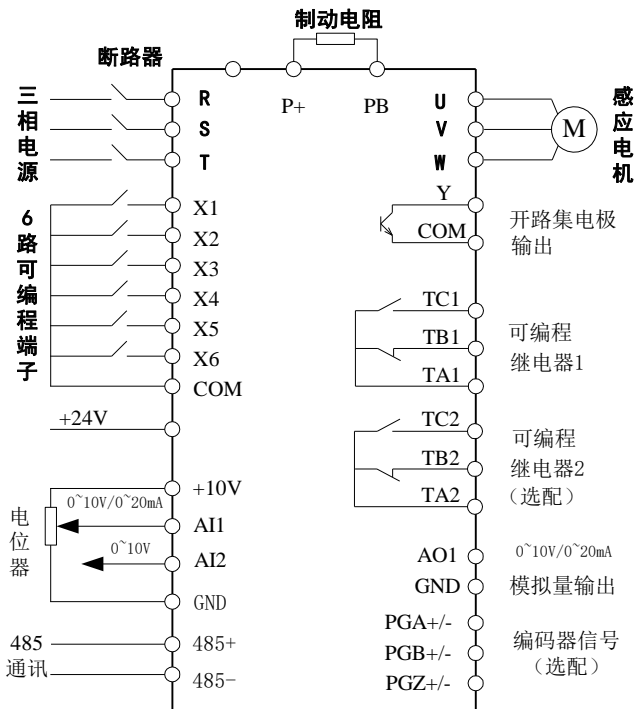 制动电阻
断路器
三相电源
R
S
T
P+
PB
U
V
W
M
感应电机
6路可编程端子
X1
X2
X3
X4
X5
X6
COM
+24V
Y
COM
开路集电极
输出
TC1
TB1
TA1
可编程
继电器1
TC2
TB2
TA2
可编程
继电器2
（选配）
电位器
+10V
0~10V/0~20mA
AI1
0~10V
AI2
GND
485
通讯
485+
485-
AO1
0~10V/0~20mA
GND
模拟量输出
PGA+/-
PGB+/-
PGZ+/-
编码器信号
（选配）